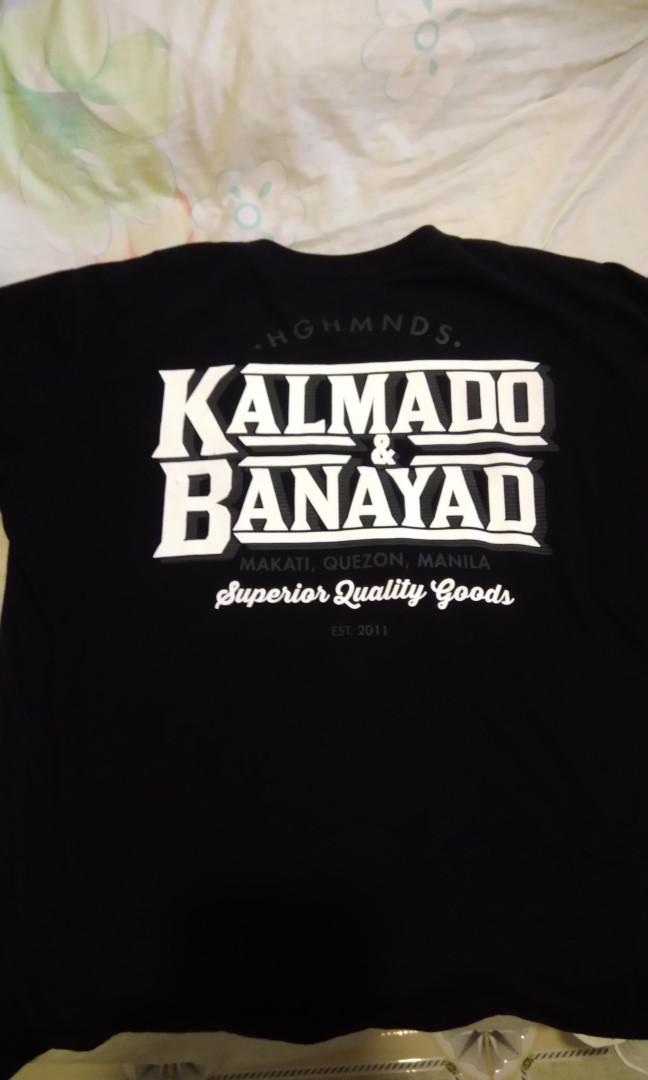 ·HGHMNDS·
KALMADO
&
BANAYAD
MAKATI, QUEZON, MANILA
Superior Quality Goods
EST. 2011